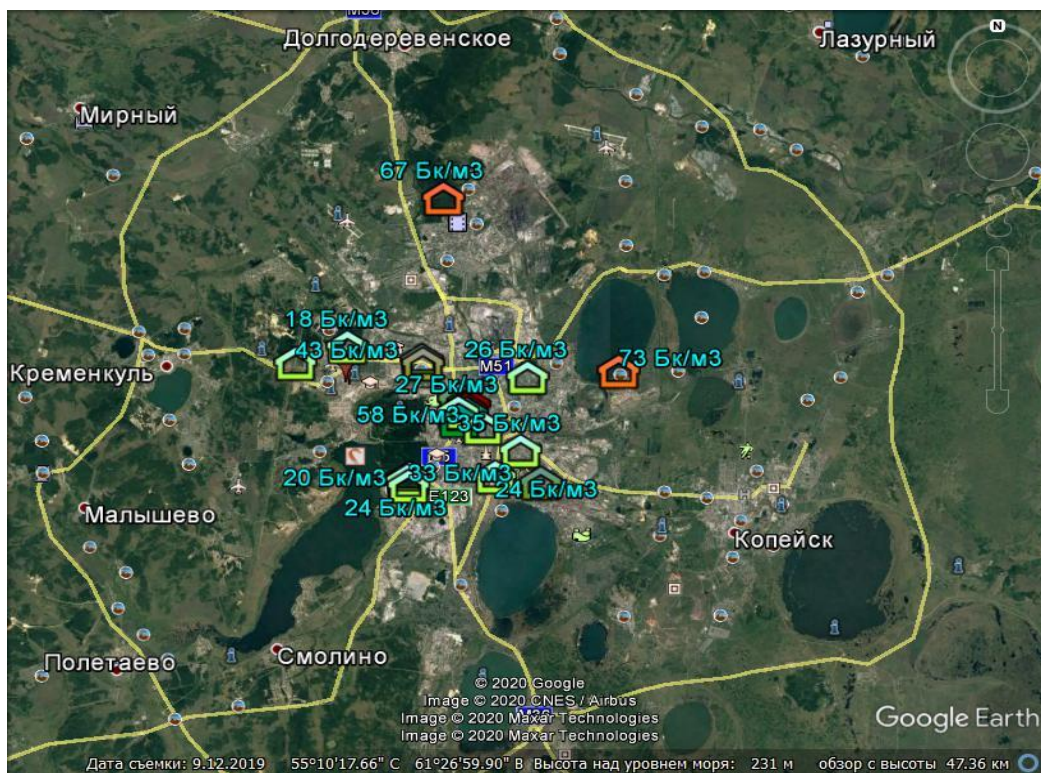 Долгодеревенское
Лазурный
Мирный
67 Бк/м3
18 Бк/м3
43 Бк/м3
26 Бк/м3
73 Бк/м3
M51
Кременкуль
27 Бк/м3
58 Бк/м3
35 Бк/м3
20 Бк/м3
33 Бк/м3
24 Бк/м3
E123
24 Бк/м3
Малышево
Копейск
Полетаево
Смолино
© 2020 Google
Image © 2020 CNES / Airbus
Image © 2020 Maxar Technologies
Image © 2020 Maxar Technologies
Google Earth
N
Дата съемки: 9.12.2019 55°10'17.66" С 61°26'59.90" В Высота над уровнем моря: 231 м обзор с высоты 47.36 км